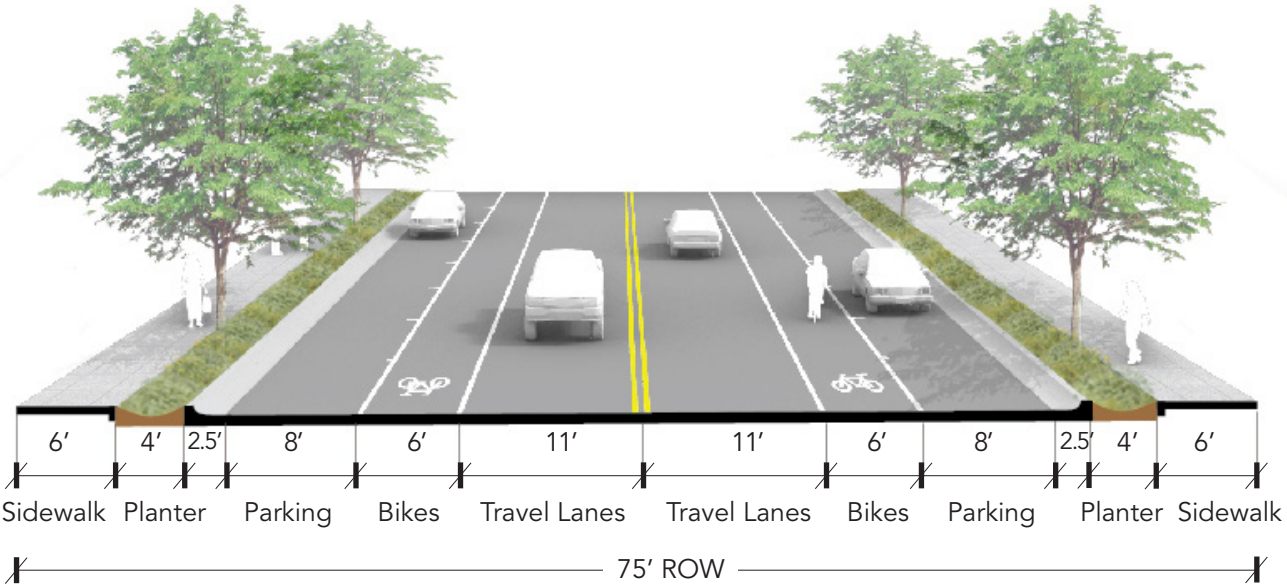 6’ 4’ 2.5’ 8’ 6’ 11’ 11’ 6’ 8’ 2.5’ 4’ 6’
Sidewalk Planter Parking Bikes Travel Lanes Travel Lanes Bikes Parking Planter Sidewalk
75’ ROW